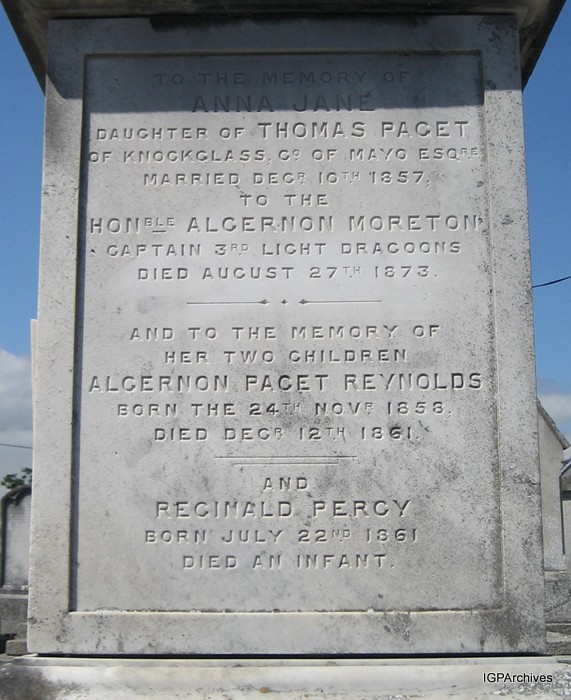 TO THE MEMORY OF
ANNA JANE
DAUGHTER OF THOMAS PAGET
OF KNOCKGLASS, Cº OF MAYO ESQRE
MARRIED DECR 10TH 1857,
TO THE
HONBLE ALGERNON MORETON
CAPTAIN 3RD LIGHT DRAGOONS
DIED AUGUST 27TH 1873.
AND TO THE MEMORY OF
HER TWO CHILDREN
ALGERNON PAGET REYNOLDS
BORN THE 24TH NOVR 1858,
DIED DECR 12TH 1861.
AND
REGINALD PERCY
BORN JULY 22ND 1861
DIED AN INFANT.
IGPArchives